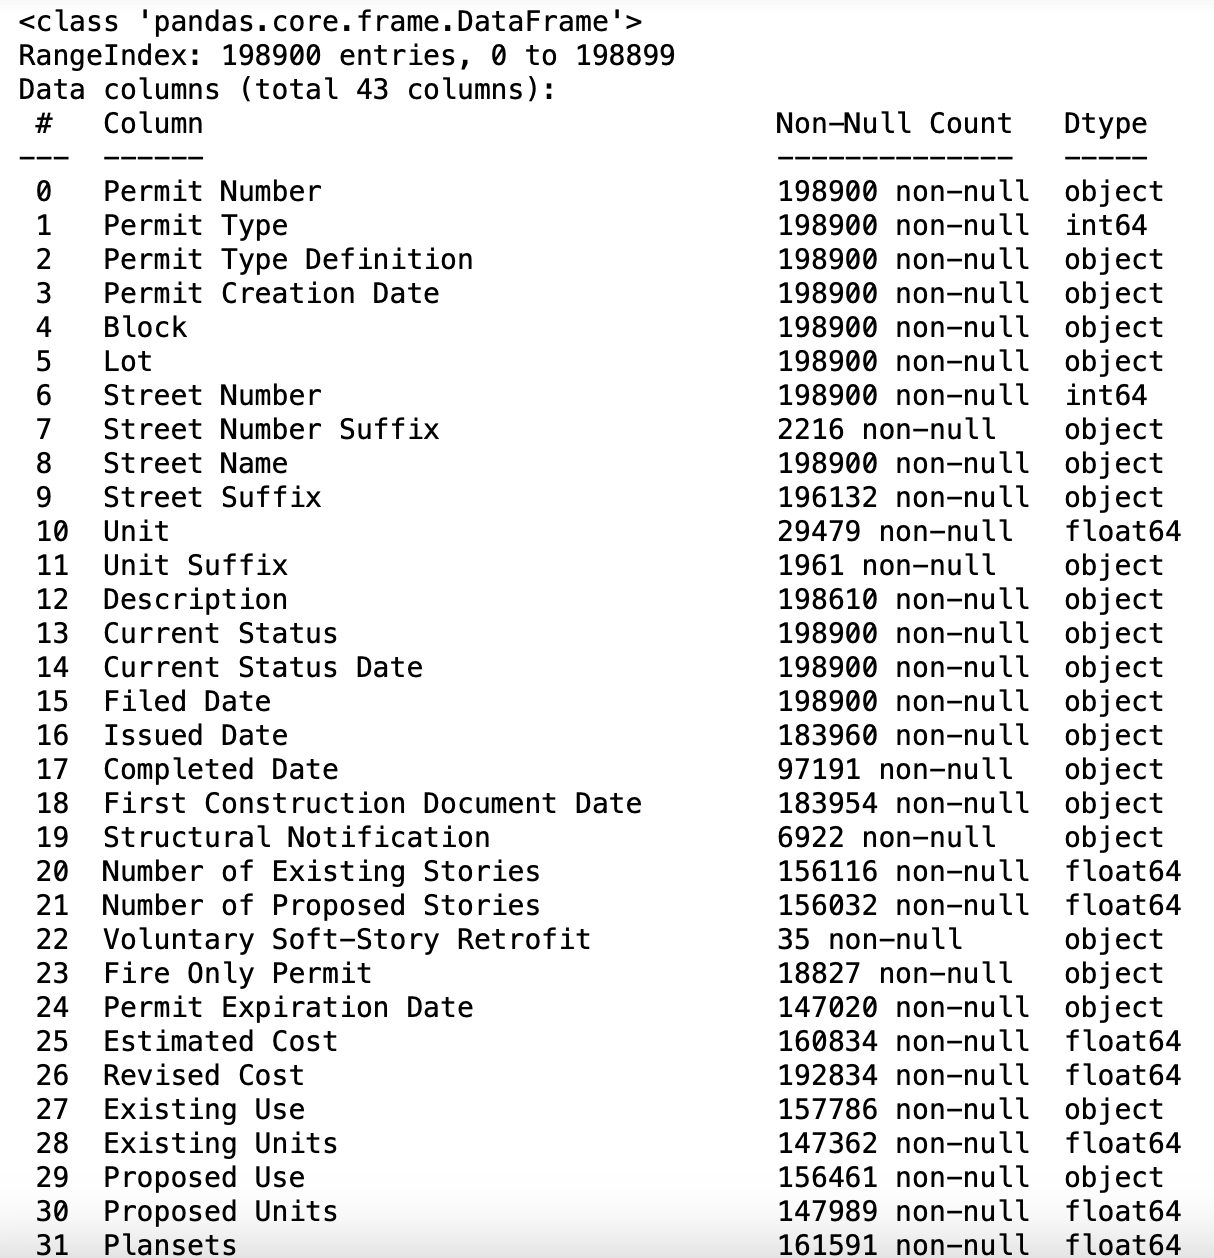 <class 'pandas.core.frame.DataFrame'>
RangeIndex: 198900 entries, 0 to 198899
Data columns (total 43 columns):
 #   Column                                  Non-Null Count   Dtype
---  ------                                  --------------   -----
 0   Permit Number                           198900 non-null  object
 1   Permit Type                             198900 non-null  int64
 2   Permit Type Definition                  198900 non-null  object
 3   Permit Creation Date                    198900 non-null  object
 4   Block                                   198900 non-null  object
 5   Lot                                     198900 non-null  object
 6   Street Number                           198900 non-null  int64
 7   Street Number Suffix                    2216 non-null    object
 8   Street Name                             198900 non-null  object
 9   Street Suffix                           196132 non-null  object
 10  Unit                                    29479 non-null   float64
 11  Unit Suffix                             1961 non-null    object
 12  Description                             198610 non-null  object
 13  Current Status                          198900 non-null  object
 14  Current Status Date                     198900 non-null  object
 15  Filed Date                              198900 non-null  object
 16  Issued Date                             183960 non-null  object
 17  Completed Date                          97191 non-null   object
 18  First Construction Document Date        183954 non-null  object
 19  Structural Notification                 6922 non-null    object
 20  Number of Existing Stories              156116 non-null  float64
 21  Number of Proposed Stories              156032 non-null  float64
 22  Voluntary Soft-Story Retrofit           35 non-null      object
 23  Fire Only Permit                        18827 non-null   object
 24  Permit Expiration Date                  147020 non-null  object
 25  Estimated Cost                          160834 non-null  float64
 26  Revised Cost                            192834 non-null  float64
 27  Existing Use                            157786 non-null  object
 28  Existing Units                          147362 non-null  float64
 29  Proposed Use                            156461 non-null  object
 30  Proposed Units                          147989 non-null  float64
 31  Plansets                                161591 non-null  float64